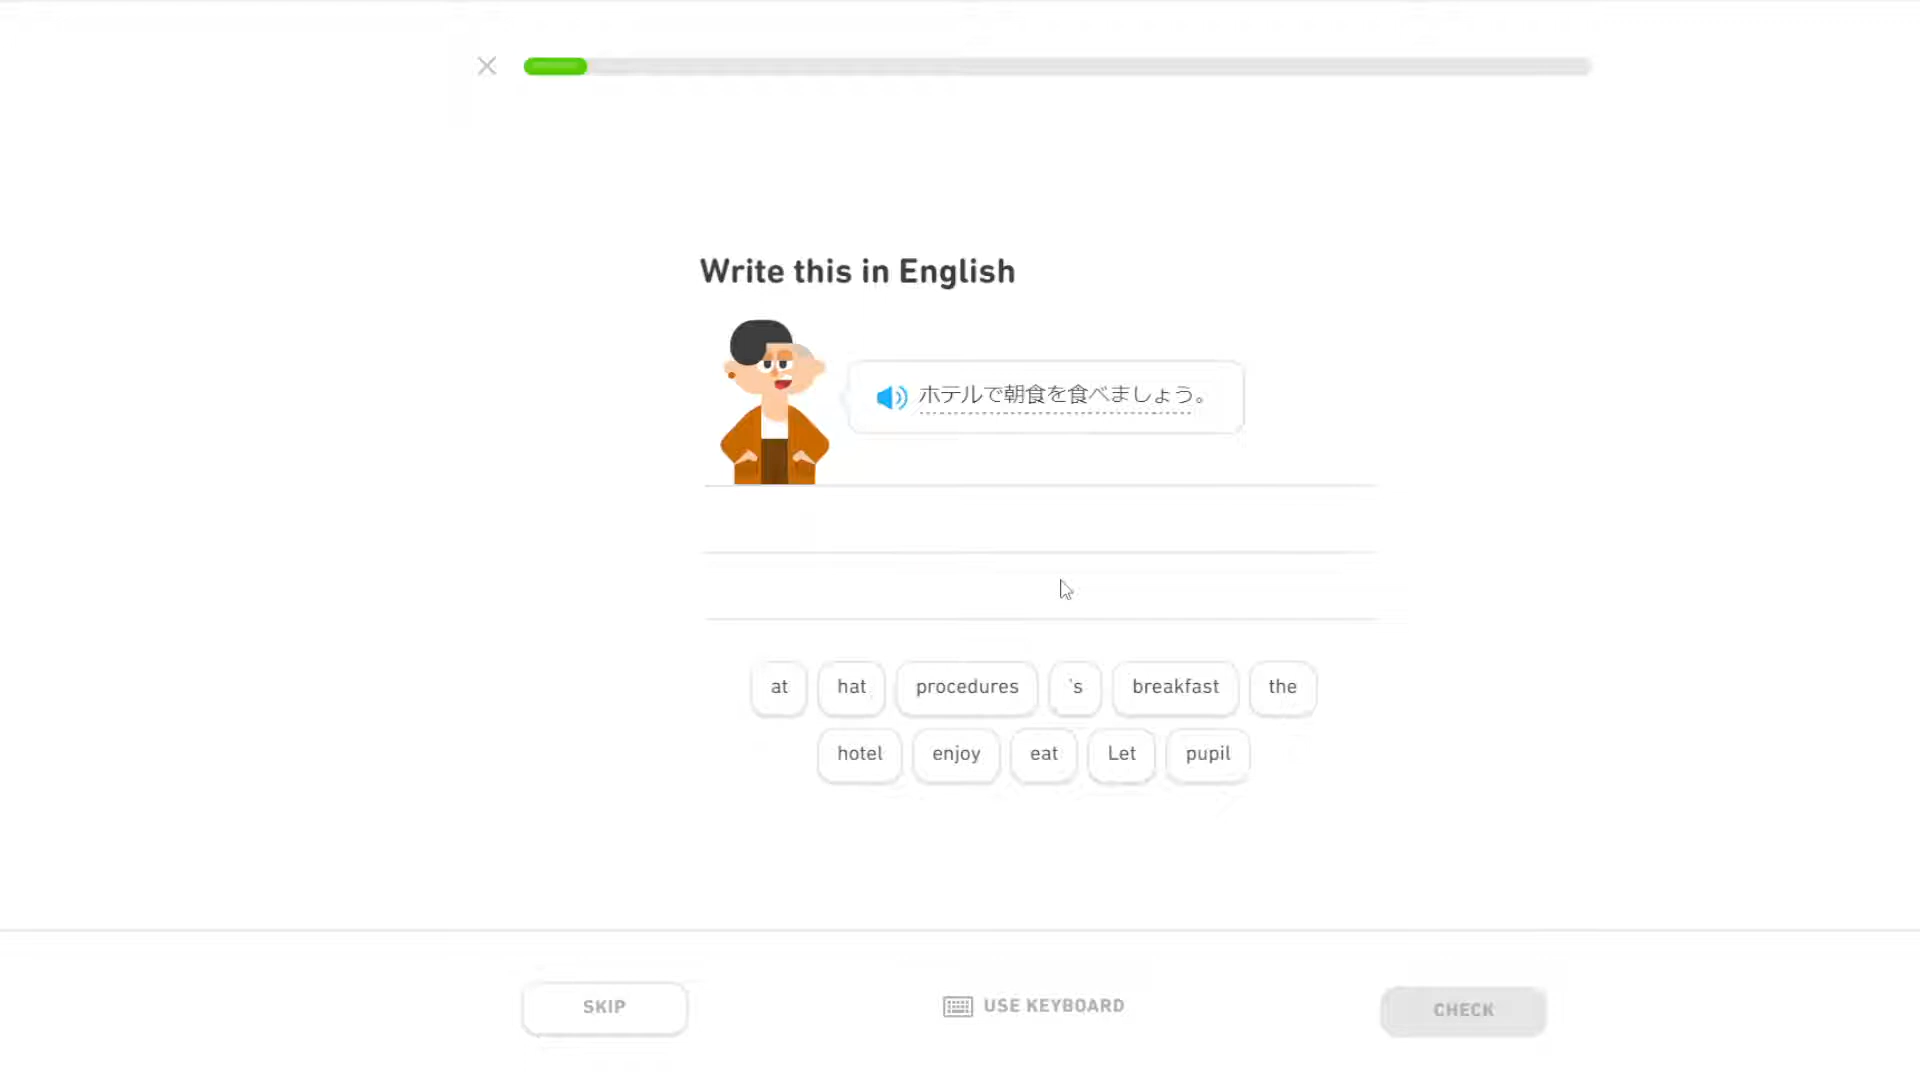 Write this in English
ホテルで朝食を食べましょう。
at hat procedures 's breakfast the
hotel enjoy eat Let pupil
SKIP USE KEYBOARD CHECK